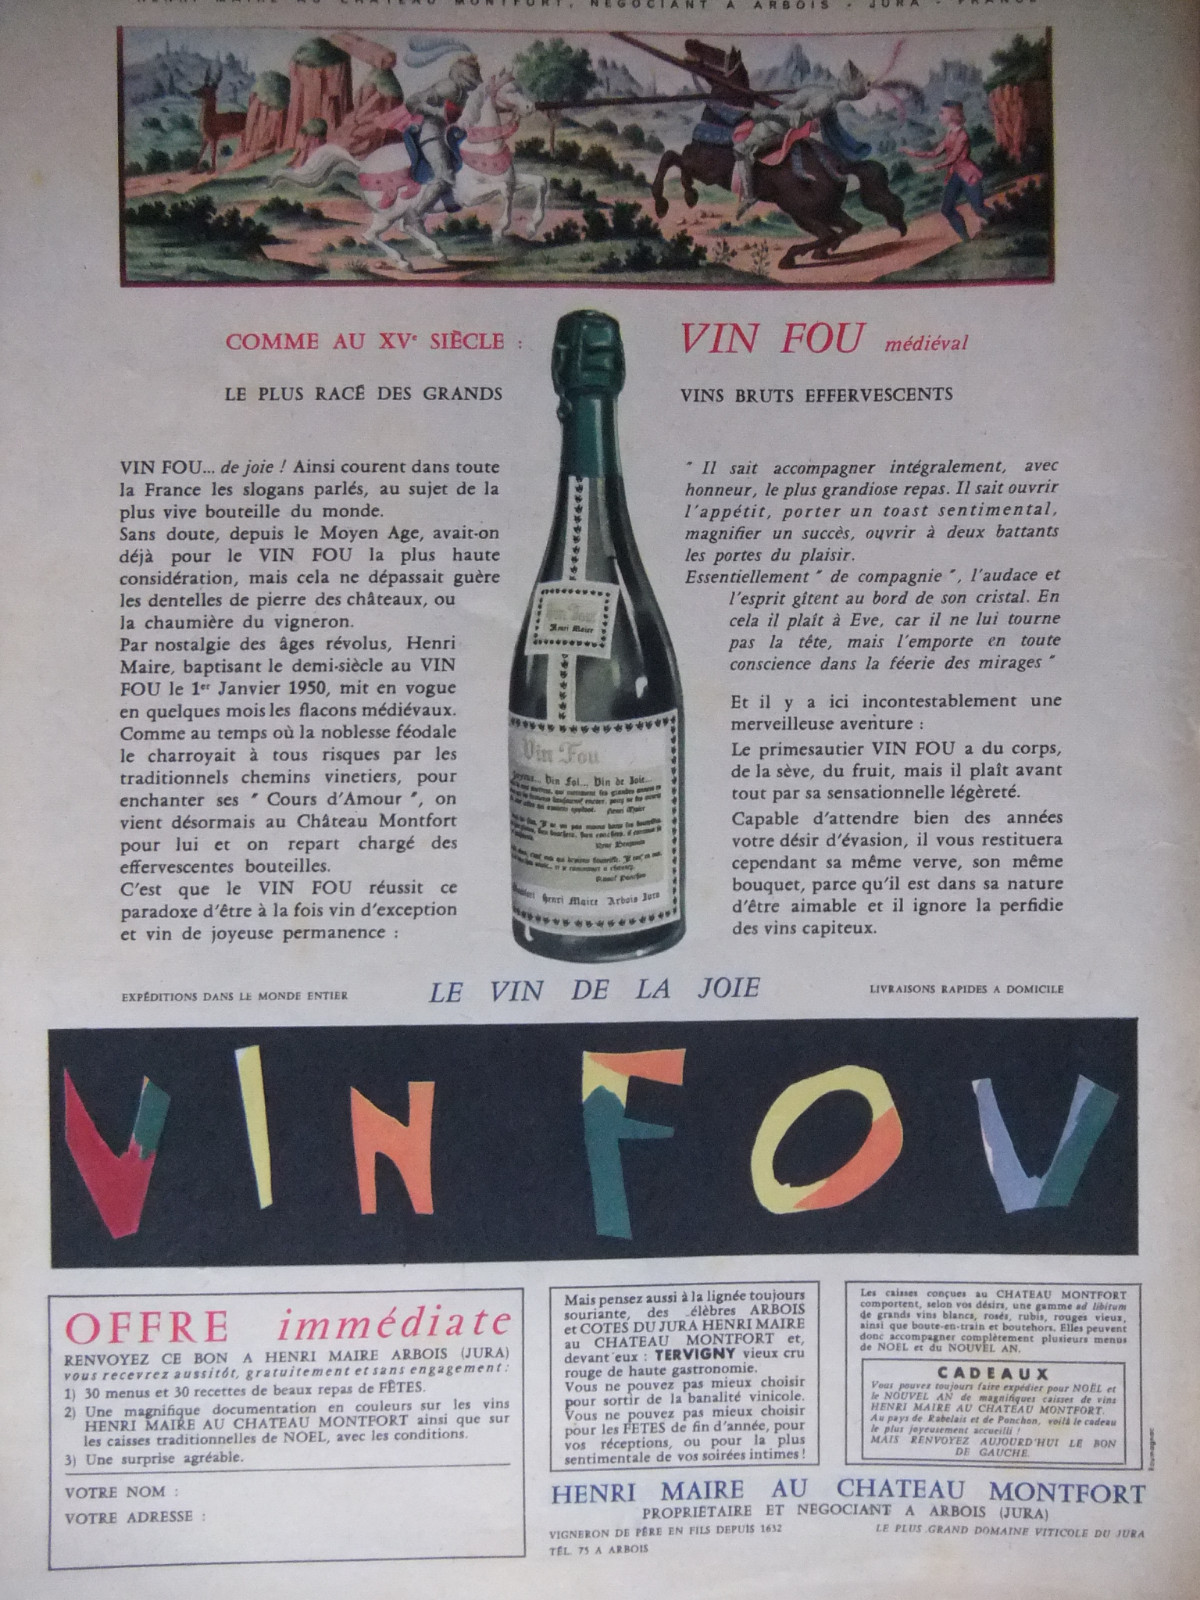 HENRI MAIRE AU CHATEAU MONTFORT, NEGOCIANT A ARBOIS - JURA - FRANCE
COMME AU XVe SIÈCLE :
VIN FOU médiéval
LE PLUS RACÉ DES GRANDS
VINS BRUTS EFFERVESCENTS
VIN FOU... de joie ! Ainsi courent dans toute
la France les slogans parlés, au sujet de la
plus vive bouteille du monde.
Sans doute, depuis le Moyen Age, avait-on
déjà pour le VIN FOU la plus haute
considération, mais cela ne dépassait guère
les dentelles de pierre des châteaux, ou
la chaumière du vigneron.
Par nostalgie des âges révolus, Henri
Maire, baptisant le demi-siècle au VIN
FOU le 1er Janvier 1950, mit en vogue
en quelques mois les flacons médiévaux.
Comme au temps où la noblesse féodale
le charroyait à tous risques par les
traditionnels chemins vinetiers, pour
enchanter ses " Cours d'Amour ", on
vient désormais au Château Montfort
pour lui et on repart chargé des
effervescentes bouteilles.
C'est que le VIN FOU réussit ce
paradoxe d'être à la fois vin d'exception
et vin de joyeuse permanence :
" Il sait accompagner intégralement, avec
honneur, le plus grandiose repas. Il sait ouvrir
l'appétit, porter un toast sentimental,
magnifier un succès, ouvrir à deux battants
les portes du plaisir.
Essentiellement " de compagnie ", l'audace et
l'esprit gîtent au bord de son cristal. En
cela il plaît à Eve, car il ne lui tourne
pas la tête, mais l'emporte en toute
conscience dans la féerie des mirages "
Et il y a ici incontestablement une
merveilleuse aventure :
Le primesautier VIN FOU a du corps,
de la sève, du fruit, mais il plaît avant
tout par sa sensationnelle légèreté.
Capable d'attendre bien des années
votre désir d'évasion, il vous restituera
cependant sa même verve, son même
bouquet, parce qu'il est dans sa nature
d'être aimable et il ignore la perfidie
des vins capiteux.
Vin Fou
Henri Maire
Vin Fou
Joyeux... Vin Fol... Vin de Joie...
Henri Maire
Raoul Ponchon
Henri Maire Arbois Jura
EXPÉDITIONS DANS LE MONDE ENTIER
LE VIN DE LA JOIE
LIVRAISONS RAPIDES A DOMICILE
VIN FOU
OFFRE immédiate
RENVOYEZ CE BON A HENRI MAIRE ARBOIS (JURA)
vous recevrez aussitôt, gratuitement et sans engagement :
1) 30 menus et 30 recettes de beaux repas de FÊTES.
2) Une magnifique documentation en couleurs sur les vins
HENRI MAIRE AU CHATEAU MONTFORT ainsi que sur
les caisses traditionnelles de NOEL, avec les conditions.
3) Une surprise agréable.
VOTRE NOM :
VOTRE ADRESSE :
Mais pensez aussi à la lignée toujours
souriante, des élèbres ARBOIS
et COTES DU JURA HENRI MAIRE
au CHATEAU MONTFORT et,
devant eux : TERVIGNY vieux cru
rouge de haute gastronomie.
Vous ne pouvez pas mieux choisir
pour sortir de la banalité vinicole.
Vous ne pouvez pas mieux choisir
pour les FETES de fin d'année, pour
vos réceptions, ou pour la plus
sentimentale de vos soirées intimes !
Les caisses conçues au CHATEAU MONTFORT
comportent, selon vos désirs, une gamme ad libitum
de grands vins blancs, rosés, rubis, rouges vieux,
ainsi que boute-en-train et boutehors. Elles peuvent
donc accompagner complètement plusieurs menus
de NOEL et du NOUVEL AN.
CADEAUX
Vous pouvez toujours faire expédier pour NOËL et
le NOUVEL AN de magnifiques caisses de vins
HENRI MAIRE AU CHATEAU MONTFORT.
Au pays de Rabelais et de Ponchon, voilà le cadeau
le plus joyeusement accueilli !
MAIS RENVOYEZ AUJOURD'HUI LE BON
DE GAUCHE.
HENRI MAIRE AU CHATEAU MONTFORT
PROPRIETAIRE ET NEGOCIANT A ARBOIS (JURA)
VIGNERON DE PÈRE EN FILS DEPUIS 1632
LE PLUS GRAND DOMAINE VITICOLE DU JURA
TÉL. 75 A ARBOIS